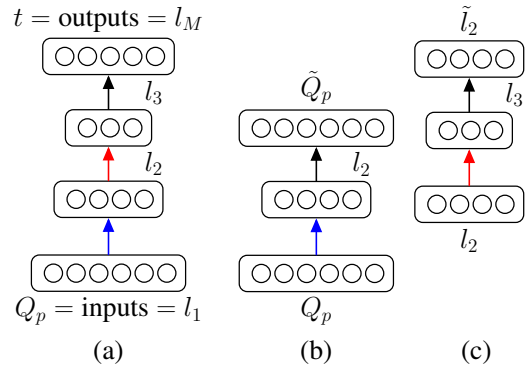 t = outputs = l_M
l_3
l_2
Q_p = inputs = l_1
(a)
Q̃_p
l_2
Q_p
(b)
l̃_2
l_3
l_2
(c)